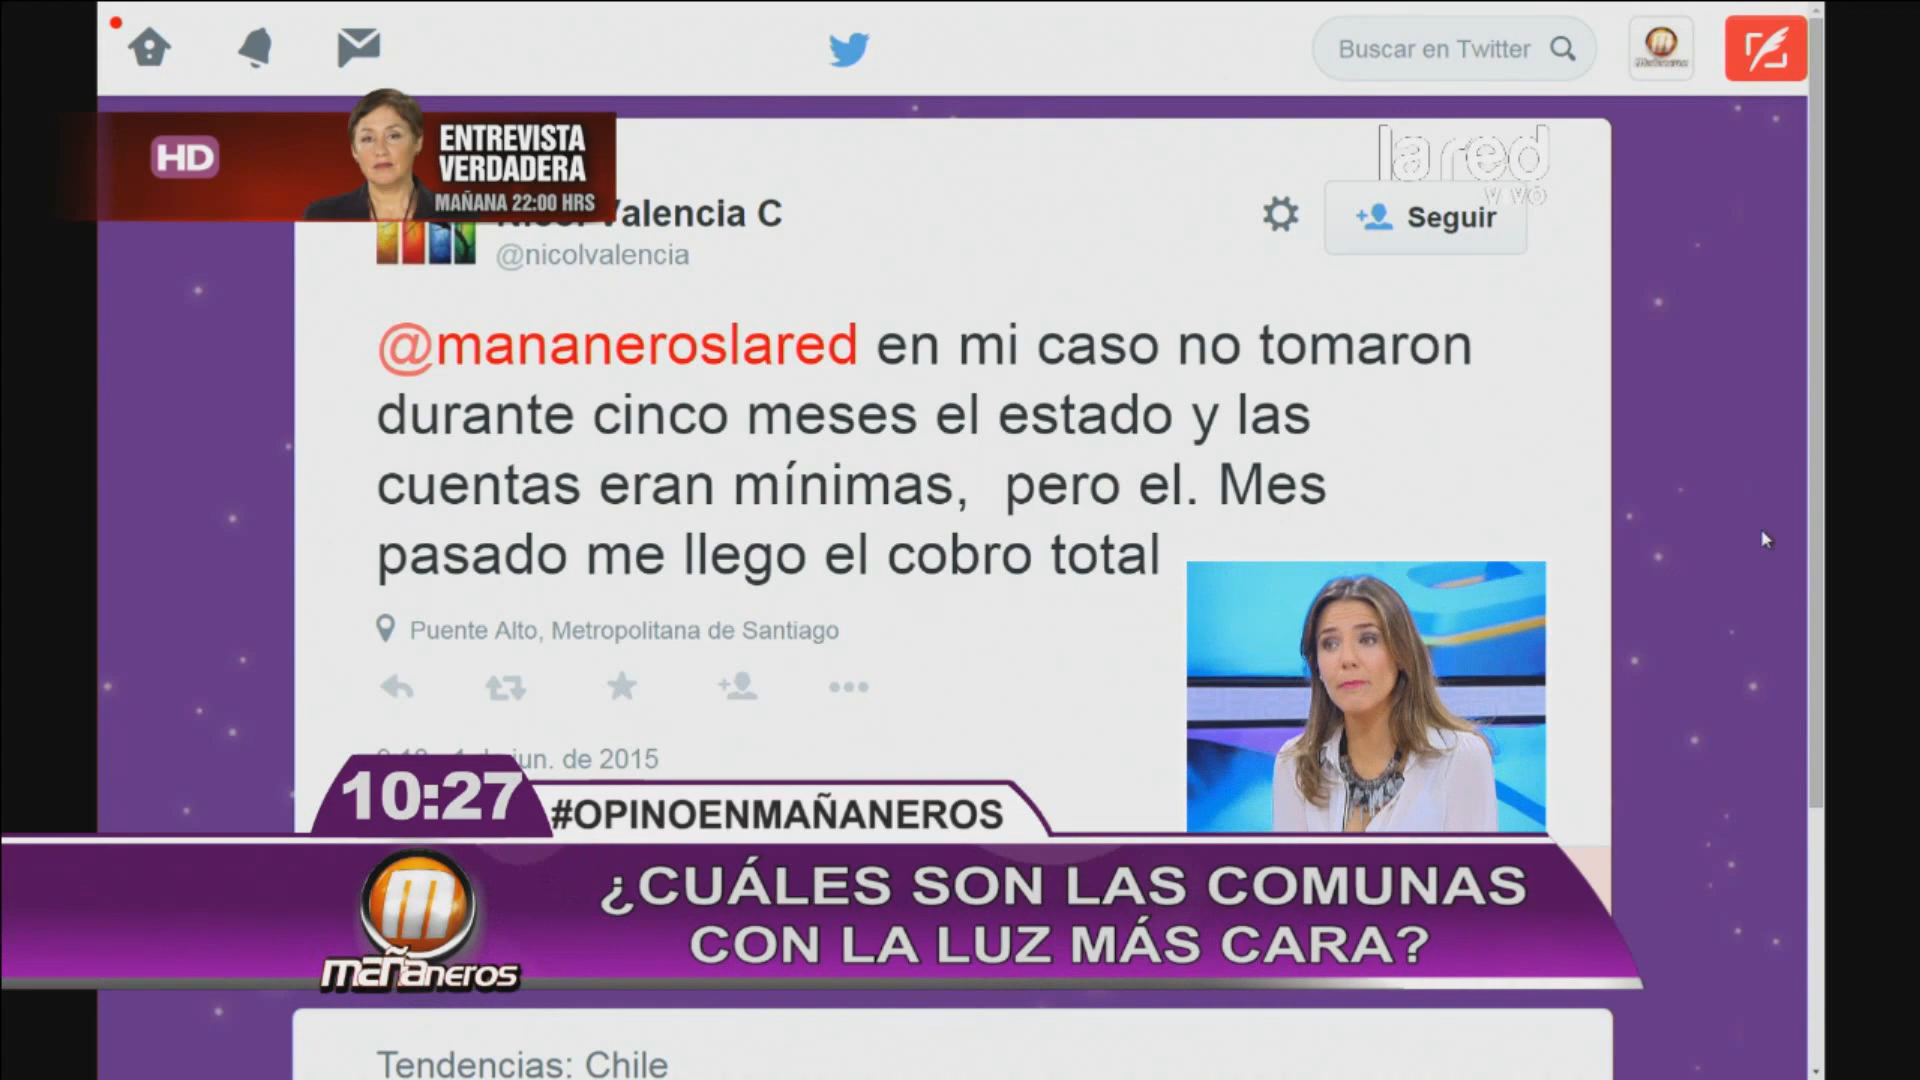 Buscar en Twitter
HD
ENTREVISTA
VERDADERA
MAÑANA 22:00 HRS
la red
vivo
Valencia C
@nicolvalencia
Seguir
@mananeroslared en mi caso no tomaron
durante cinco meses el estado y las
cuentas eran mínimas,  pero el. Mes
pasado me llego el cobro total
Puente Alto, Metropolitana de Santiago
jun. de 2015
10:27
#OPINOENMAÑANEROS
¿CUÁLES SON LAS COMUNAS
CON LA LUZ MÁS CARA?
M
mañaneros
Tendencias: Chile